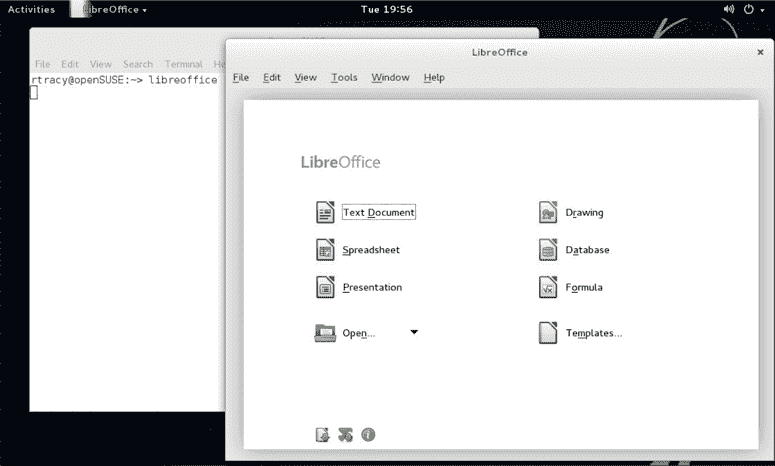 Activities LibreOffice Tue 19:56
LibreOffice
File Edit View Search Terminal
rtracy@openSUSE:~> libreoffice
File Edit View Tools Window Help
LibreOffice
Text Document Drawing
Spreadsheet Database
Presentation Formula
Open... Templates...